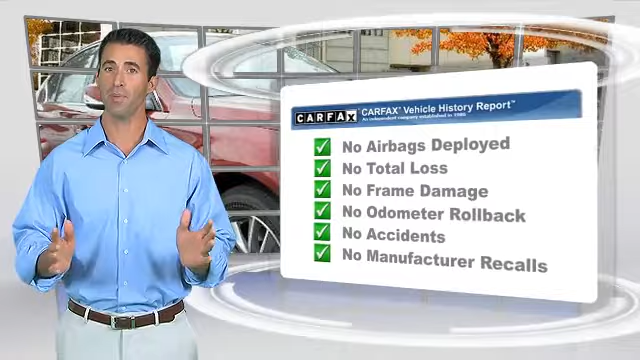 CARFAX CARFAX Vehicle History Report™
An independent company established in 1986
No Airbags Deployed
No Total Loss
No Frame Damage
No Odometer Rollback
No Accidents
No Manufacturer Recalls